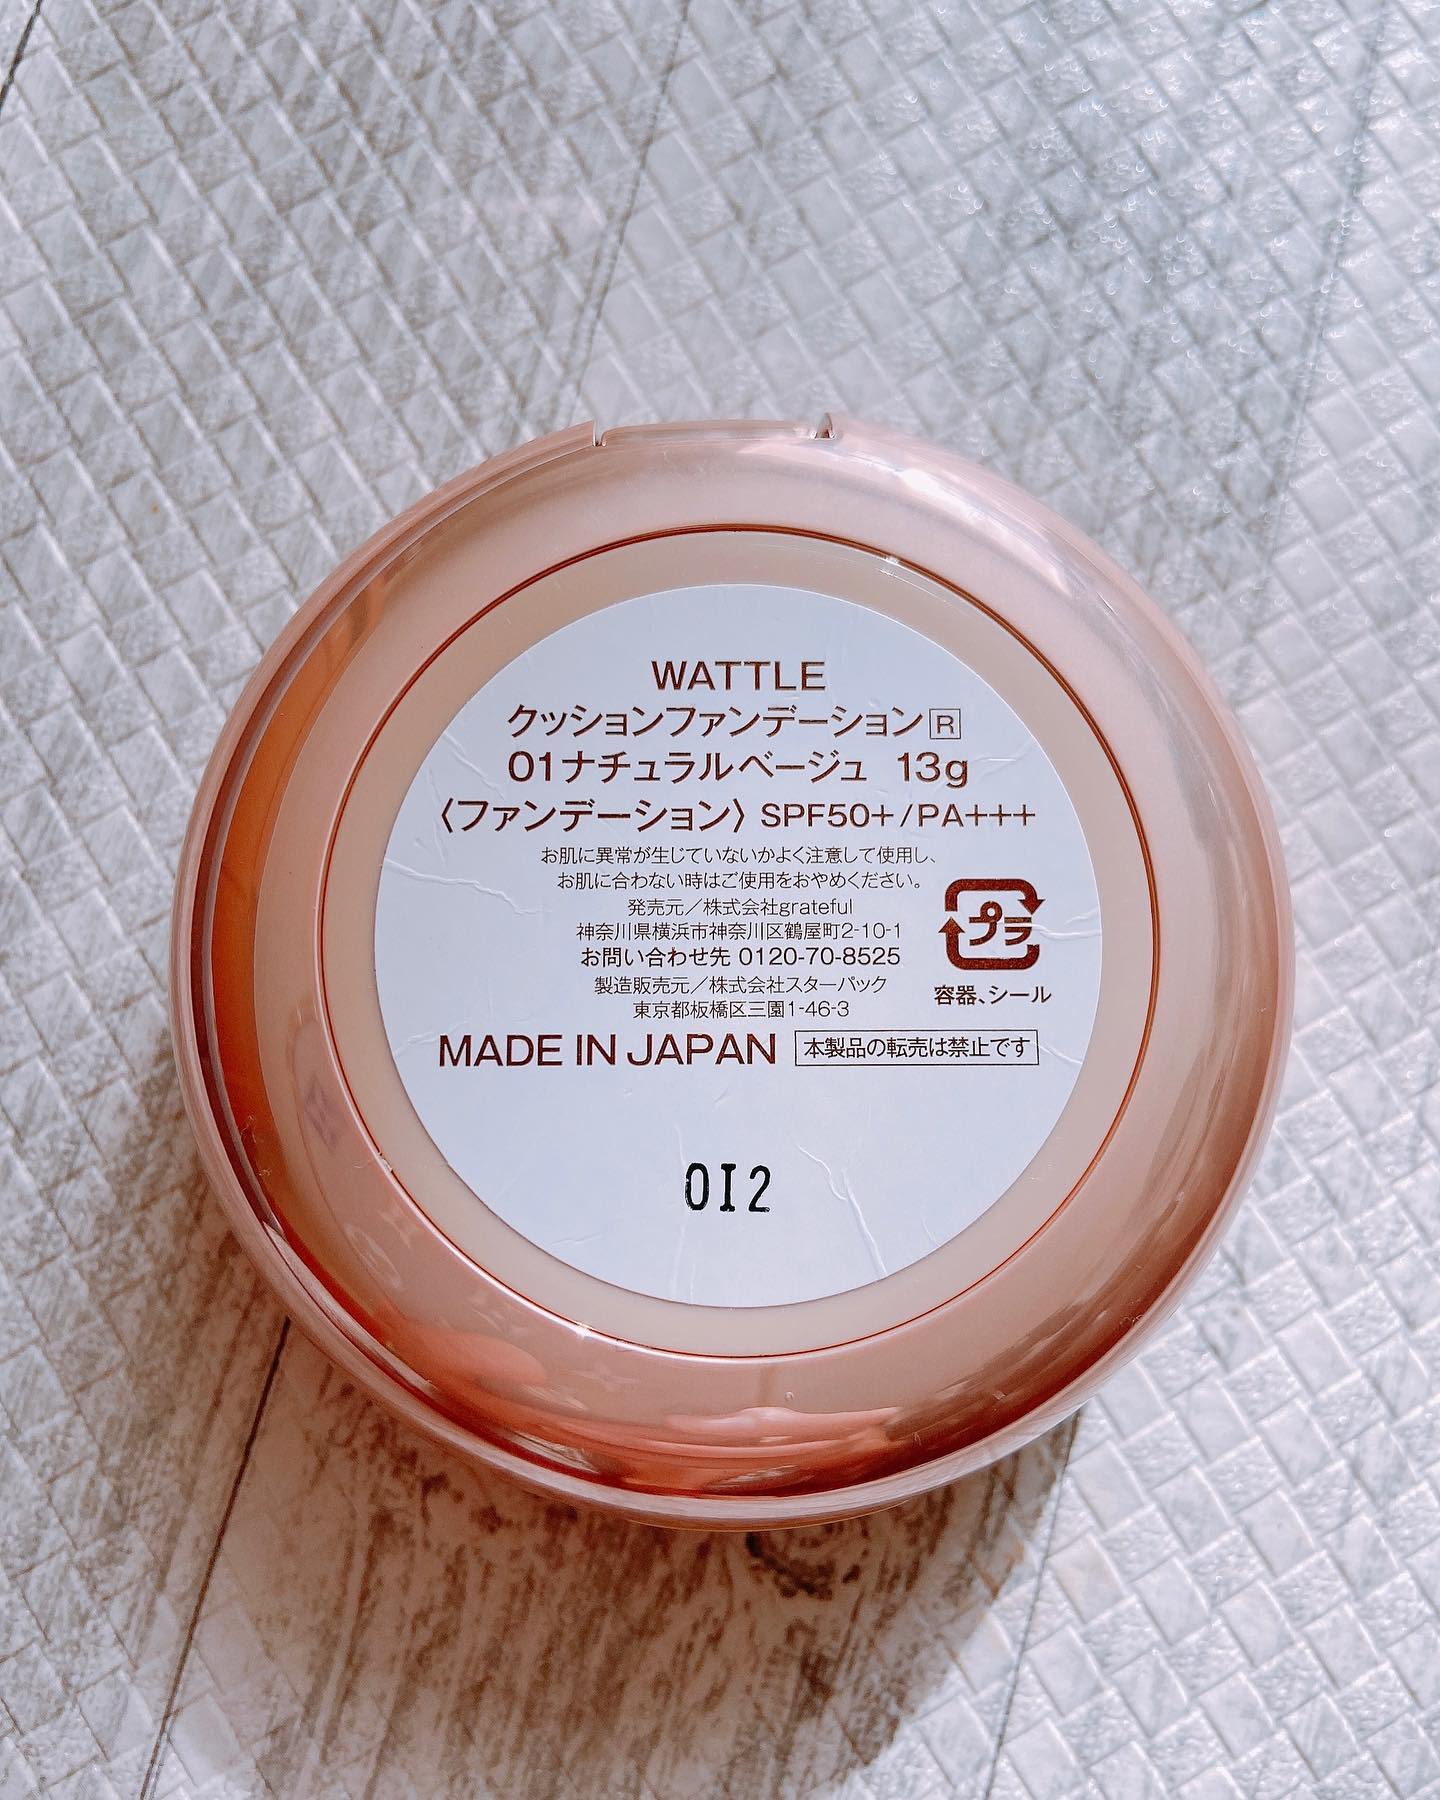 WATTLE
クッションファンデーション R
01ナチュラルベージュ 13g
〈ファンデーション〉 SPF50+/PA+++
お肌に異常が生じていないかよく注意して使用し、
お肌に合わない時はご使用をおやめください。
発売元／株式会社grateful
神奈川県横浜市神奈川区鶴屋町2-10-1
お問い合わせ先 0120-70-8525
製造販売元／株式会社スターパック
東京都板橋区三園1-46-3
プラ
容器、シール
MADE IN JAPAN 本製品の転売は禁止です
0I2